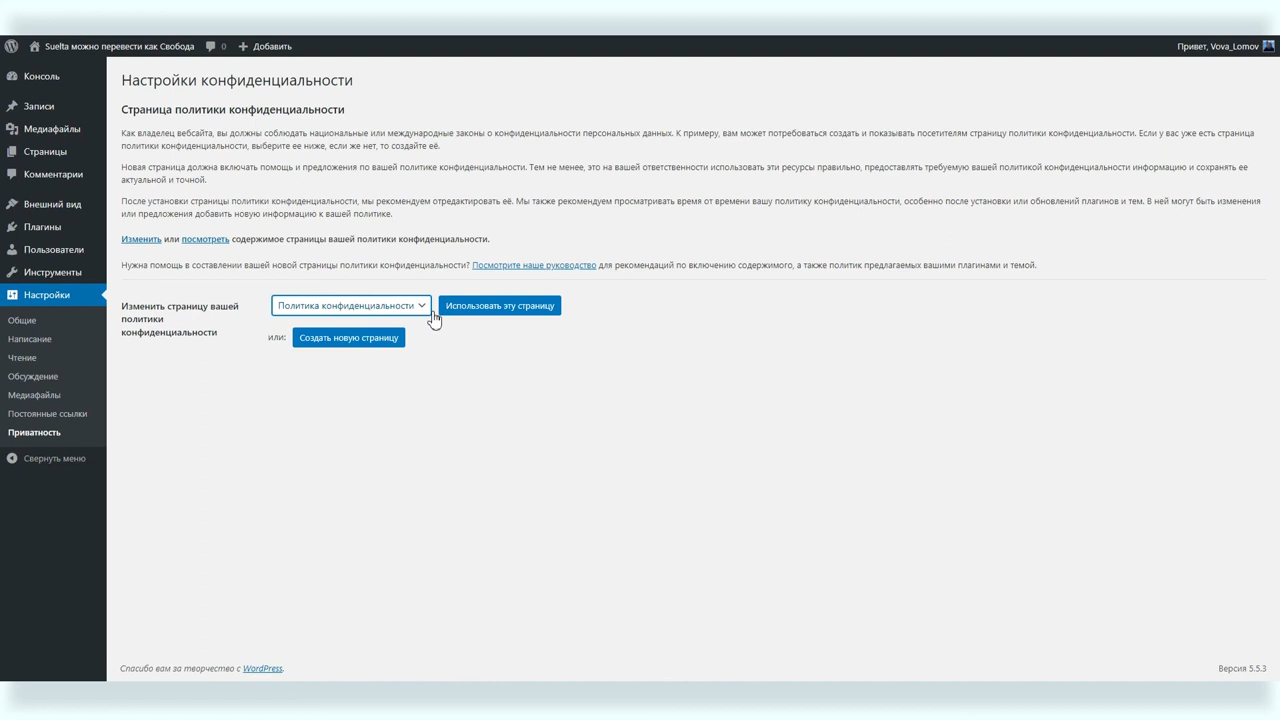 Suelta можно перевести как Свобода 0 Добавить Привет, Vova_Lomov
Консоль
Записи
Медиафайлы
Страницы
Комментарии
Внешний вид
Плагины
Пользователи
Инструменты
Настройки
Общие
Написание
Чтение
Обсуждение
Медиафайлы
Постоянные ссылки
Приватность
Свернуть меню
Настройки конфиденциальности
Страница политики конфиденциальности
Как владелец вебсайта, вы должны соблюдать национальные или международные законы о конфиденциальности персональных данных. К примеру, вам может потребоваться создать и показывать посетителям страницу политики конфиденциальности. Если у вас уже есть страница
политики конфиденциальности, выберите ее ниже, если же нет, то создайте её.
Новая страница должна включать помощь и предложения по вашей политике конфиденциальности. Тем не менее, это на вашей ответственности использовать эти ресурсы правильно, предоставлять требуемую вашей политикой конфиденциальности информацию и сохранять ее
актуальной и точной.
После установки страницы политики конфиденциальности, мы рекомендуем отредактировать её. Мы также рекомендуем просматривать время от времени вашу политику конфиденциальности, особенно после установки или обновлений плагинов и тем. В ней могут быть изменения
или предложения добавить новую информацию к вашей политике.
Изменить или посмотреть содержимое страницы вашей политики конфиденциальности.
Нужна помощь в составлении вашей новой страницы политики конфиденциальности? Посмотрите наше руководство для рекомендаций по включению содержимого, а также политик предлагаемых вашими плагинами и темой.
Изменить страницу вашей
политики
конфиденциальности
Политика конфиденциальности Использовать эту страницу
или: Создать новую страницу
Спасибо вам за творчество с WordPress. Версия 5.5.3